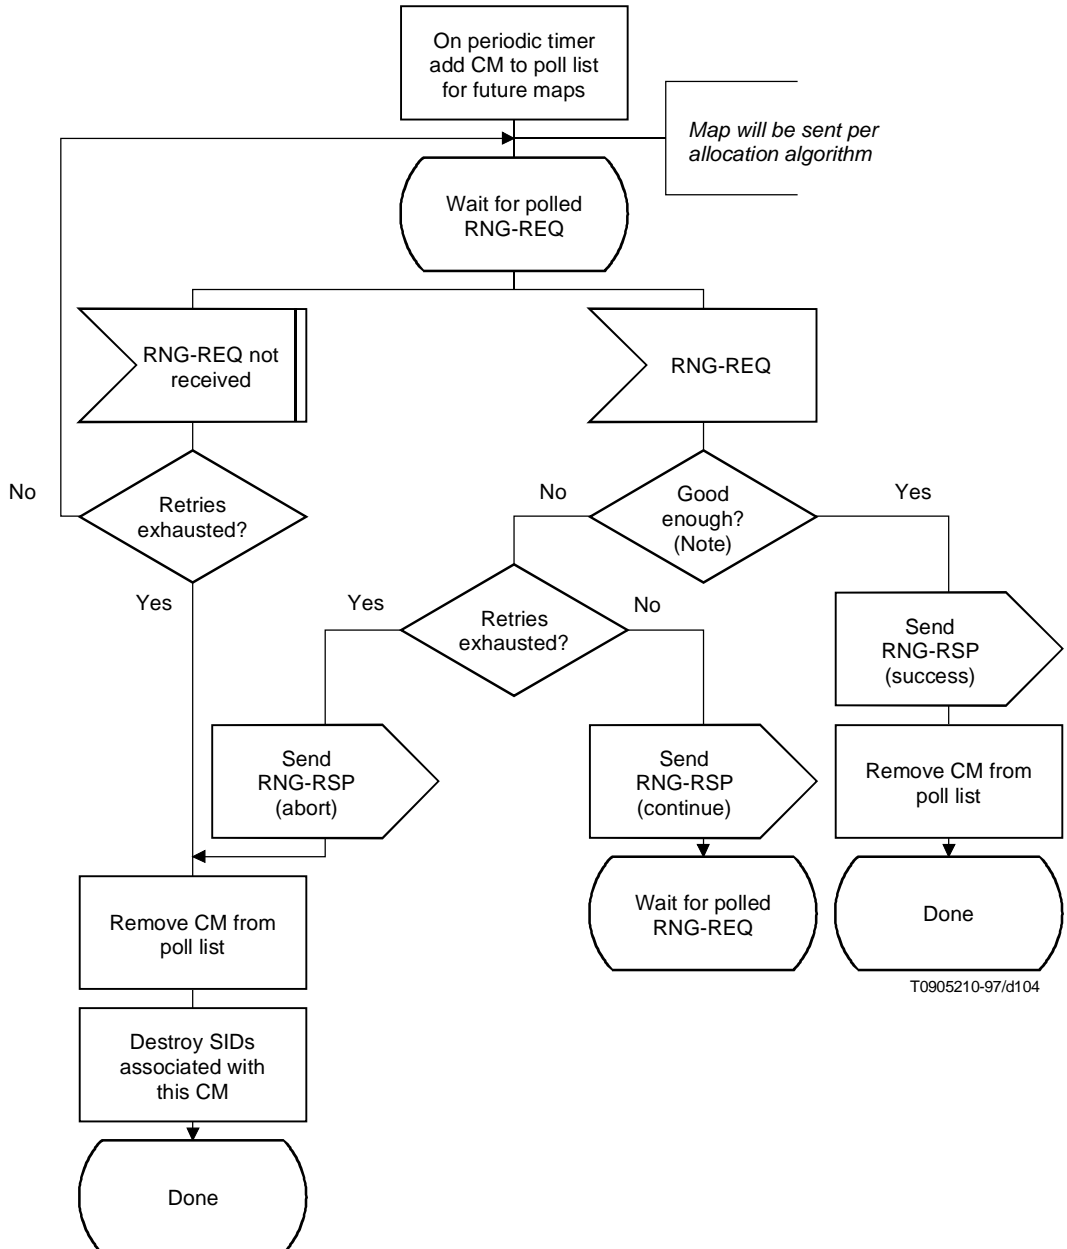 On periodic timer
add CM to poll list
for future maps
Map will be sent per
allocation algorithm
Wait for polled
RNG-REQ
RNG-REQ not
received
RNG-REQ
No
Retries
exhausted?
No
Good
enough?
(Note)
Yes
Yes
Yes
Retries
exhausted?
No
Send
RNG-RSP
(success)
Send
RNG-RSP
(abort)
Send
RNG-RSP
(continue)
Remove CM from
poll list
Remove CM from
poll list
Wait for polled
RNG-REQ
Done
T0905210-97/d104
Destroy SIDs
associated with
this CM
Done